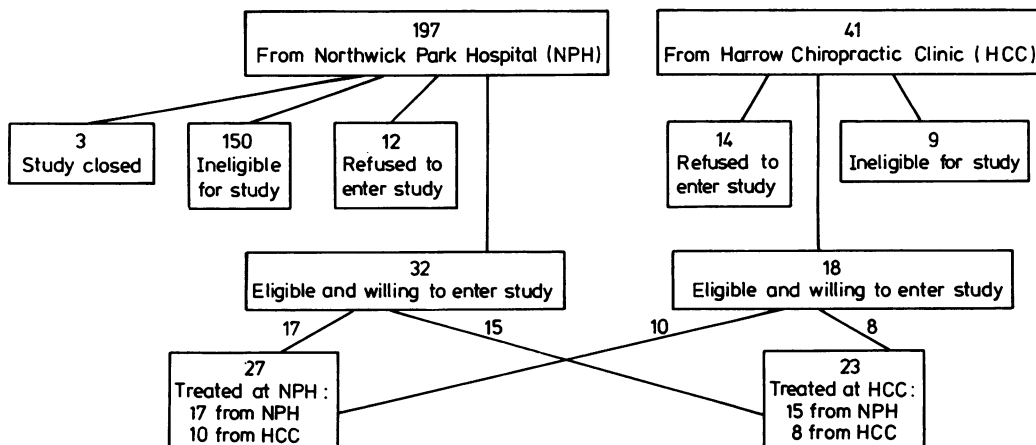 197
From Northwick Park Hospital (NPH)
41
From Harrow Chiropractic Clinic (HCC)
3
Study closed
150
Ineligible
for study
12
Refused to
enter study
14
Refused to
enter study
9
Ineligible for study
32
Eligible and willing to enter study
18
Eligible and willing to enter study
17
15
10
8
27
Treated at NPH:
17 from NPH
10 from HCC
23
Treated at HCC:
15 from NPH
8 from HCC